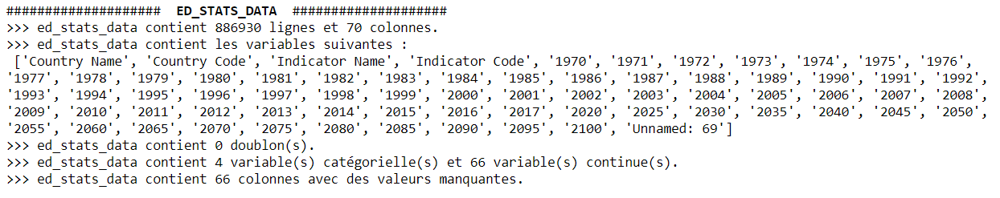 ####################  ED_STATS_DATA  ####################
>>> ed_stats_data contient 886930 lignes et 70 colonnes.
>>> ed_stats_data contient les variables suivantes :
['Country Name', 'Country Code', 'Indicator Name', 'Indicator Code', '1970', '1971', '1972', '1973', '1974', '1975', '1976',
'1977', '1978', '1979', '1980', '1981', '1982', '1983', '1984', '1985', '1986', '1987', '1988', '1989', '1990', '1991', '1992',
'1993', '1994', '1995', '1996', '1997', '1998', '1999', '2000', '2001', '2002', '2003', '2004', '2005', '2006', '2007', '2008',
'2009', '2010', '2011', '2012', '2013', '2014', '2015', '2016', '2017', '2020', '2025', '2030', '2035', '2040', '2045', '2050',
'2055', '2060', '2065', '2070', '2075', '2080', '2085', '2090', '2095', '2100', 'Unnamed: 69']
>>> ed_stats_data contient 0 doublon(s).
>>> ed_stats_data contient 4 variable(s) catégorielle(s) et 66 variable(s) continue(s).
>>> ed_stats_data contient 66 colonnes avec des valeurs manquantes.